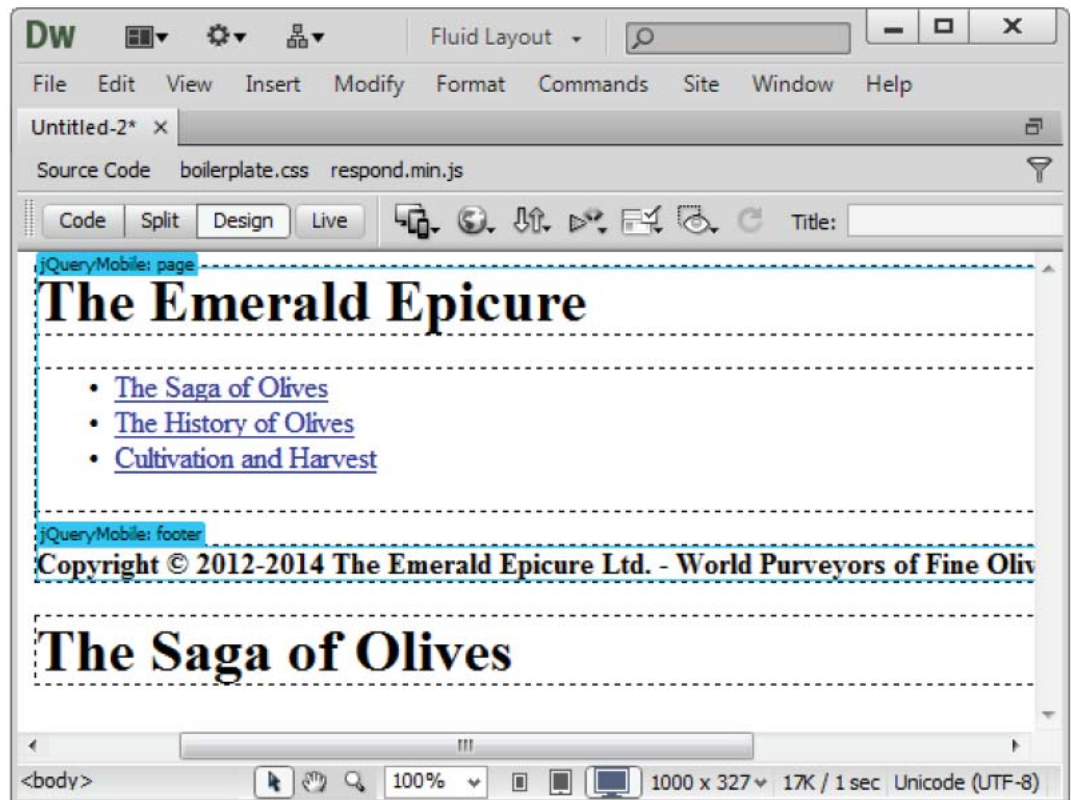 Dw Fluid Layout
File Edit View Insert Modify Format Commands Site Window Help
Untitled-2* ×
Source Code boilerplate.css respond.min.js
Code Split Design Live Title:
jQueryMobile: page
The Emerald Epicure
• The Saga of Olives
• The History of Olives
• Cultivation and Harvest
jQueryMobile: footer
Copyright © 2012-2014 The Emerald Epicure Ltd. - World Purveyors of Fine Oliv
The Saga of Olives
<body> 100% 1000 x 327 17K / 1 sec Unicode (UTF-8)